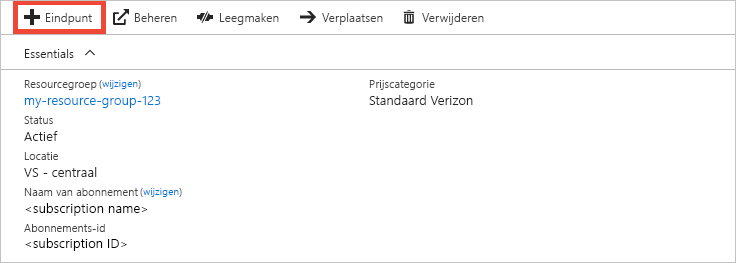 Eindpunt Beheren Leegmaken Verplaatsen Verwijderen
Essentials
Resourcegroep (wijzigen) Prijscategorie
my-resource-group-123 Standaard Verizon
Status
Actief
Locatie
VS - centraal
Naam van abonnement (wijzigen)
<subscription name>
Abonnements-id
<subscription ID>